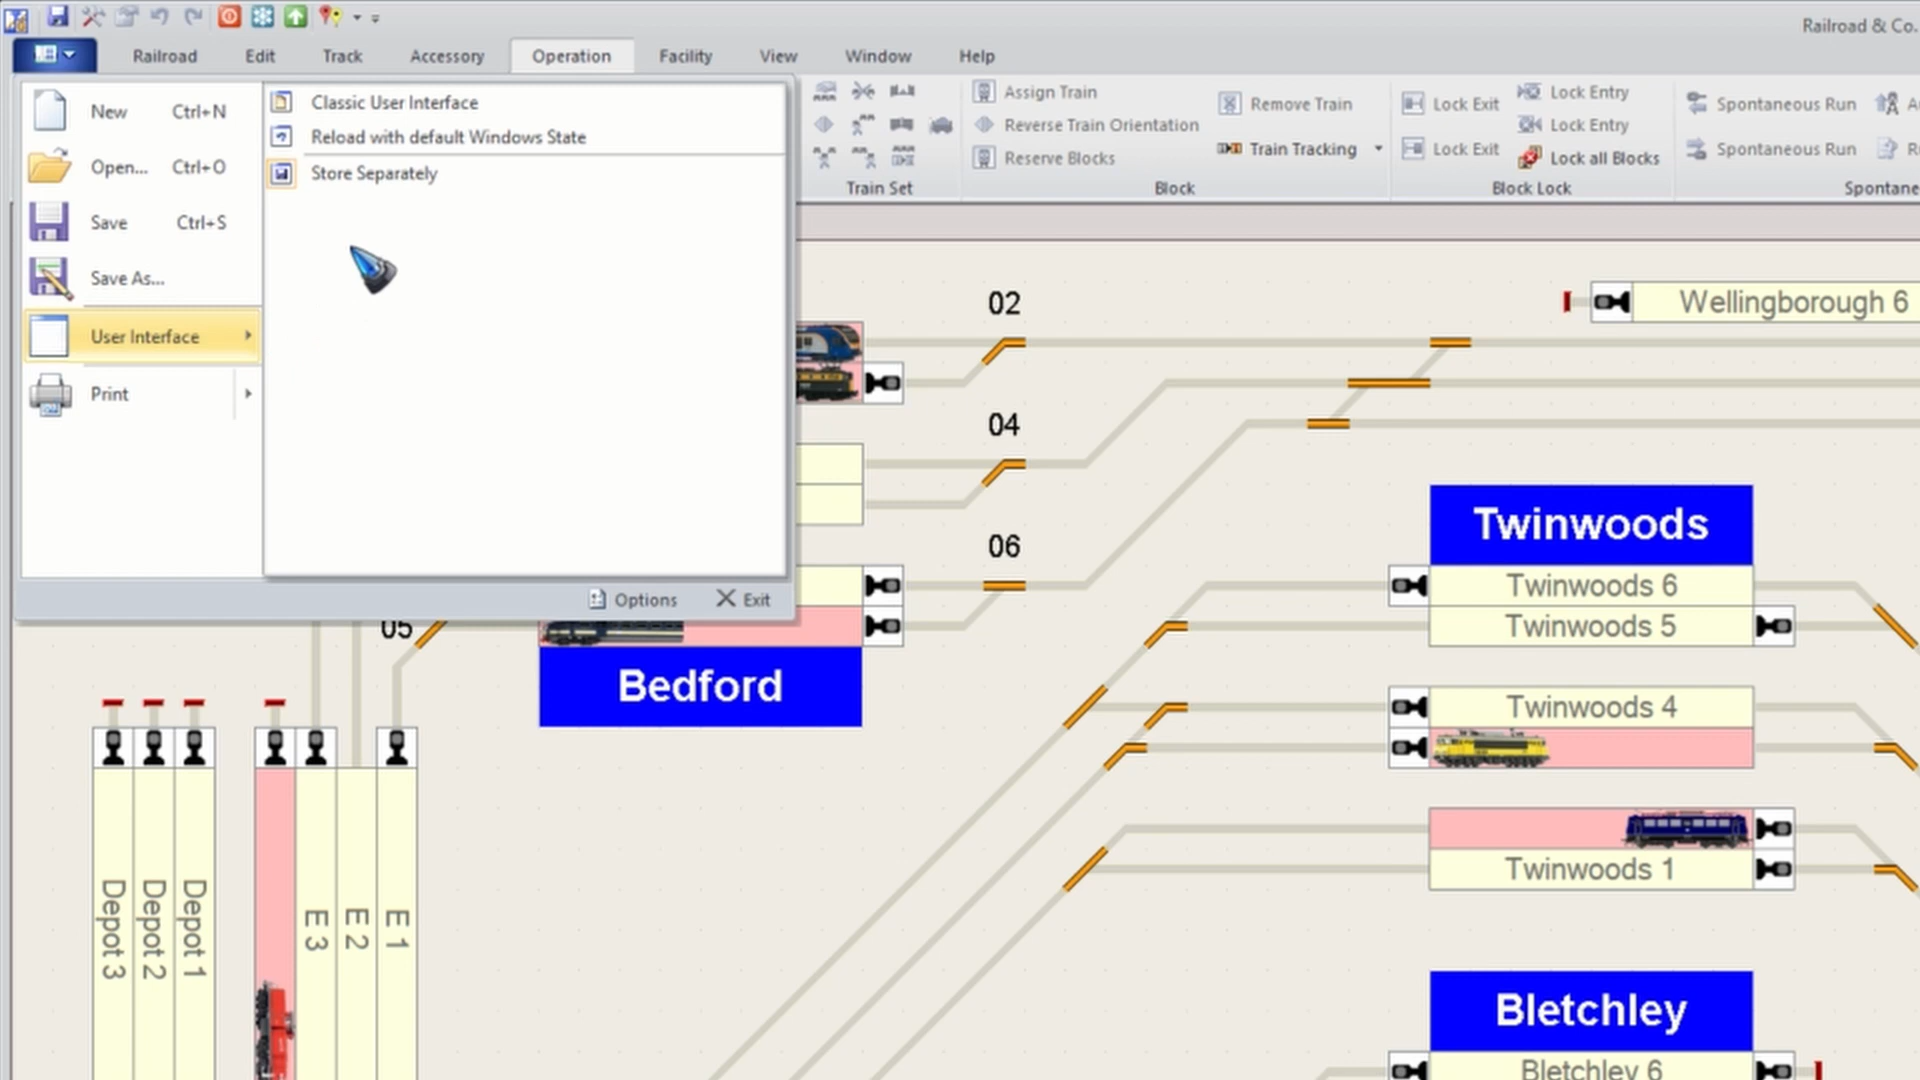 Railroad & Co.
Railroad Edit Track Accessory Operation Facility View Window Help
New Ctrl+N
Open... Ctrl+O
Save Ctrl+S
Save As...
User Interface
Print
Classic User Interface
Reload with default Windows State
Store Separately
Options Exit
Train Set
Assign Train
Reverse Train Orientation
Reserve Blocks
Remove Train
Train Tracking
Block
Lock Exit
Lock Exit
Lock Entry
Lock Entry
Lock all Blocks
Block Lock
Spontaneous Run
Spontaneous Run
Spontane
02
04
06
05
Wellingborough 6
Bedford
Twinwoods
Twinwoods 6
Twinwoods 5
Twinwoods 4
Twinwoods 1
Bletchley
Bletchley 6
Depot 3
Depot 2
Depot 1
E 3
E 2
E 1